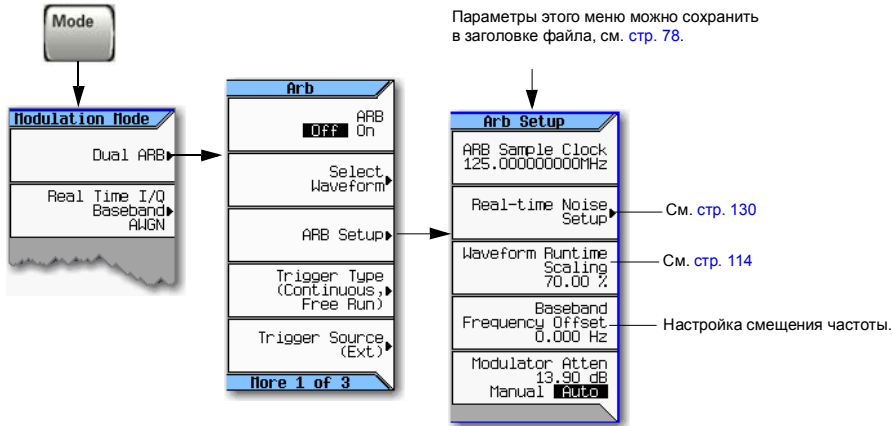 Mode
Параметры этого меню можно сохранить
в заголовке файла, см. стр. 78.
Modulation Mode
Dual ARB
Real Time I/Q
Baseband
AWGN
Arb
ARB
Off On
Select
Waveform
ARB Setup
Trigger Type
(Continuous,
Free Run)
Trigger Source
(Ext)
More 1 of 3
Arb Setup
ARB Sample Clock
125.000000000MHz
Real-time Noise
Setup
Waveform Runtime
Scaling
70.00 %
Baseband
Frequency Offset
0.000 Hz
Modulator Atten
13.90 dB
Manual Auto
См. стр. 130
См. стр. 114
Настройка смещения частоты.